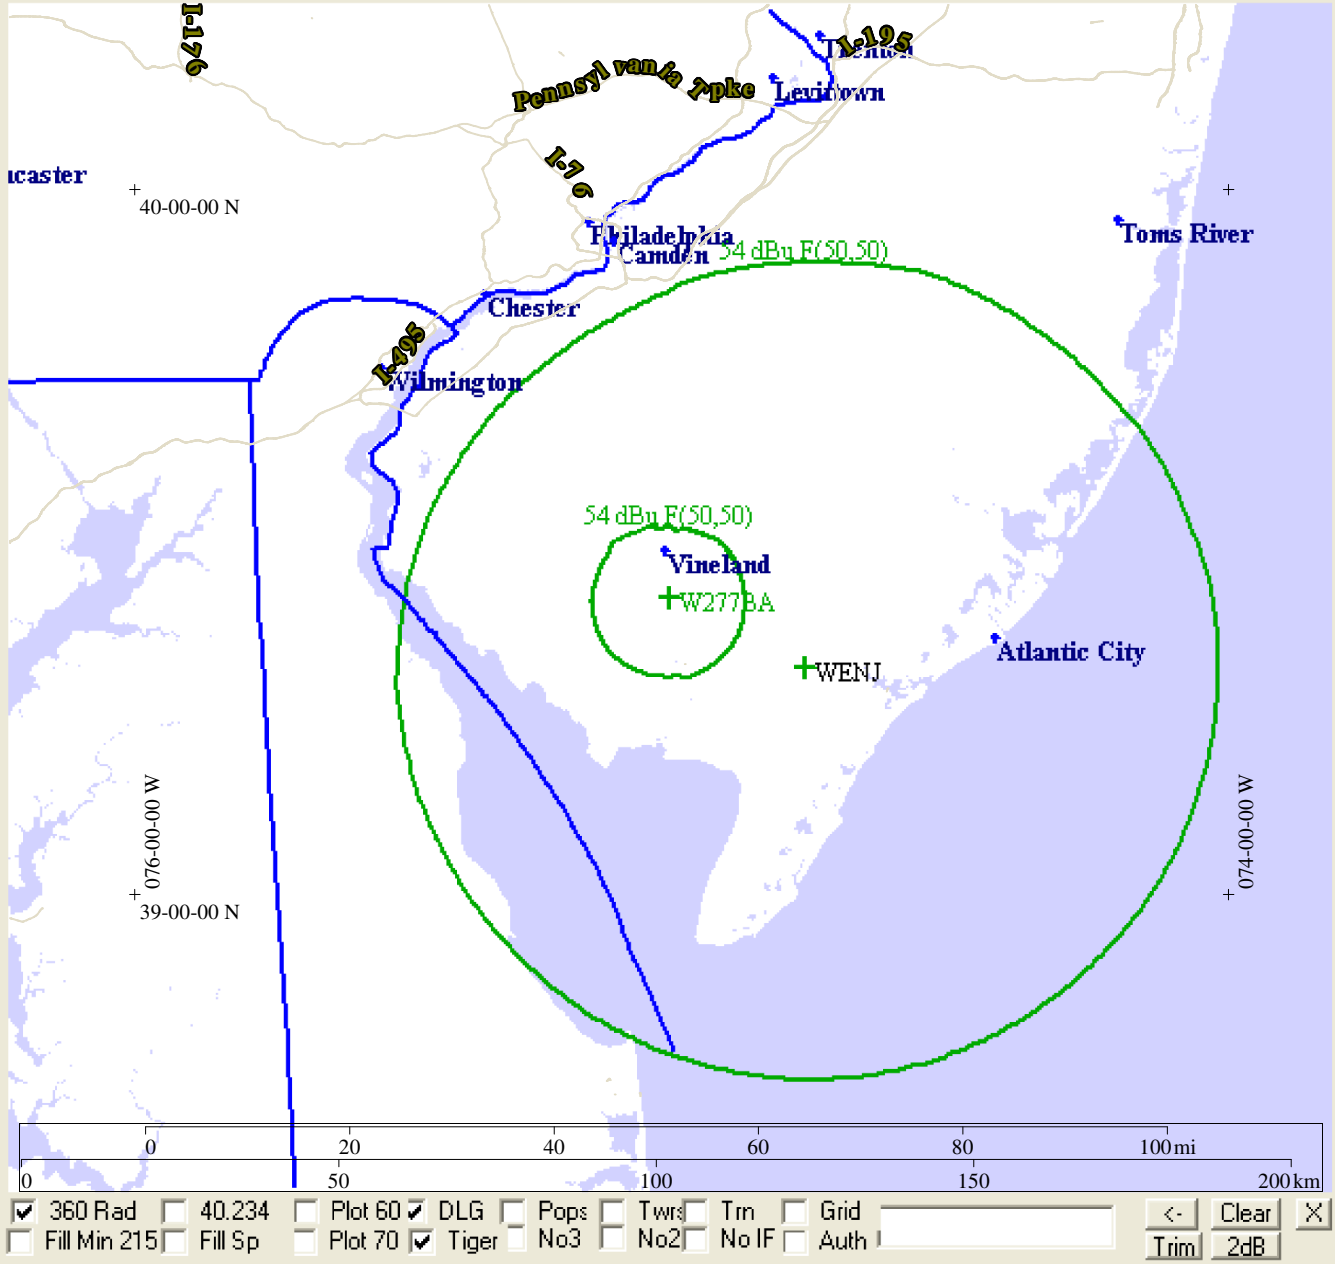 I-176
Pennsylvania Tpke
I-195
Trenton
Levittown
ucaster
40-00-00 N
I-76
Philadelphia
Camden
54 dBu F(50,50)
Toms River
Chester
I-495
Wilmington
54 dBu F(50,50)
Vineland
W277BA
Atlantic City
WENJ
076-00-00 W
074-00-00 W
39-00-00 N
0 20 40 60 80 100 mi
0 50 100 150 200 km
360 Rad 40.234 Plot 60 DLG Pops Twrs Trn Grid <- Clear X
Fill Min 215 Fill Sp Plot 70 Tiger No3 No2 No IF Auth Trim 2dB